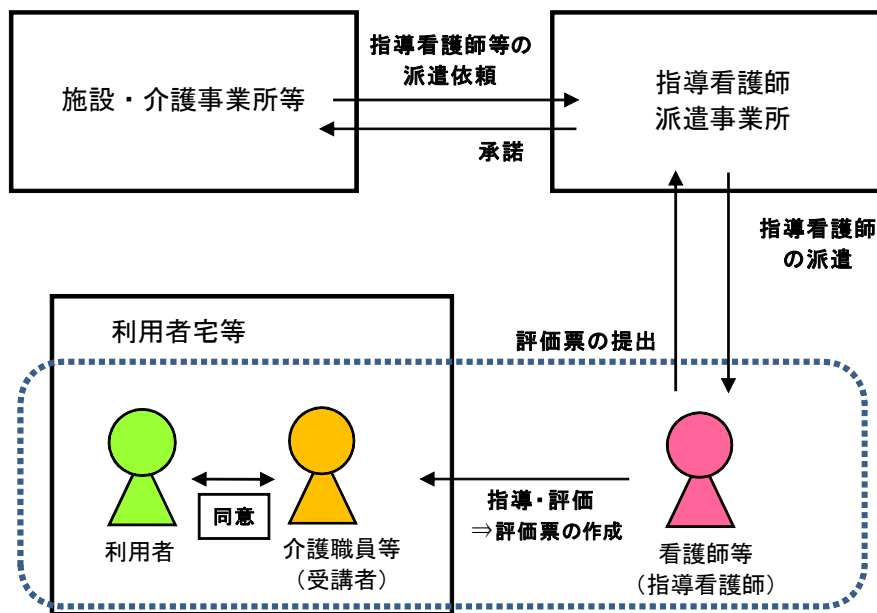 指導看護師等の
派遣依頼
施設・介護事業所等
指導看護師
派遣事業所
承諾
指導看護師
の派遣
利用者宅等
評価票の提出
同意
指導・評価
⇒評価票の作成
利用者
介護職員等
（受講者）
看護師等
（指導看護師）